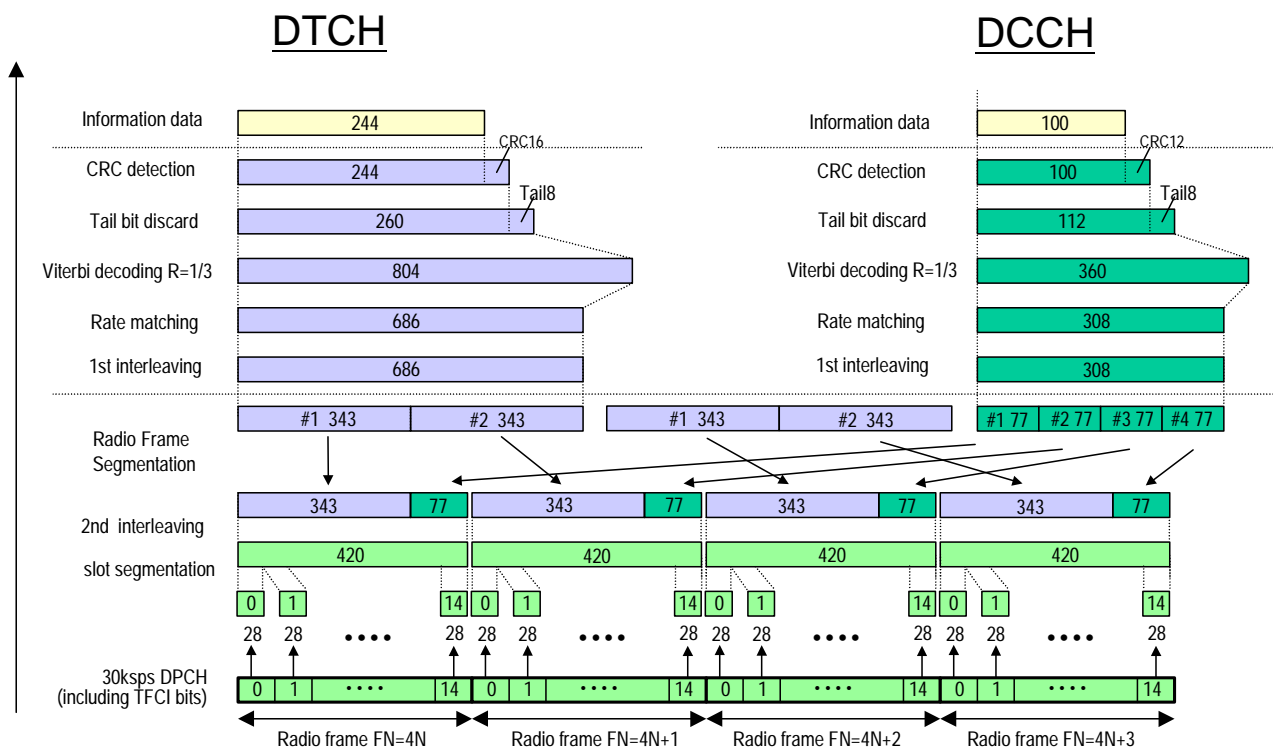 DTCH DCCH
Information data 244 Information data 100
CRC16 CRC12
CRC detection 244 CRC detection 100
Tail8 Tail8
Tail bit discard 260 Tail bit discard 112
Viterbi decoding R=1/3 804 Viterbi decoding R=1/3 360
Rate matching 686 Rate matching 308
1st interleaving 686 1st interleaving 308
#1 343 #2 343 #1 343 #2 343 #1 77 #2 77 #3 77 #4 77
Radio Frame
Segmentation
343 77 343 77 343 77 343 77
2nd interleaving
420 420 420 420
slot segmentation
0 1 14 0 1 14 0 1 14 0 1 14
28 28 •••• 28 28 28 •••• 28 28 28 •••• 28 28 28 •••• 28
30ksps DPCH
(including TFCI bits)
0 1 •••• 14 0 1 •••• 14 0 1 •••• 14 0 1 •••• 14
Radio frame FN=4N Radio frame FN=4N+1 Radio frame FN=4N+2 Radio frame FN=4N+3